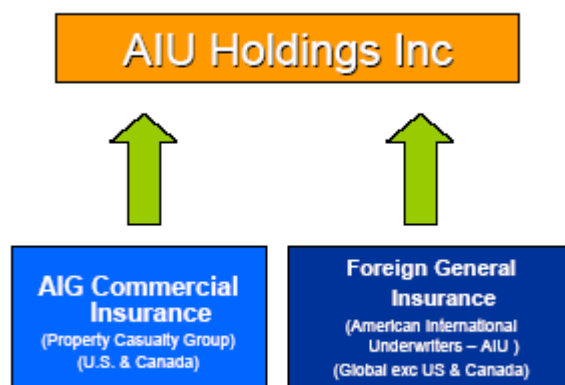 AIU Holdings Inc
AIG Commercial
Insurance
(Property Casualty Group)
(U.S. & Canada)
Foreign General
Insurance
(American International
Underwriters – AIU )
(Global exc US & Canada)